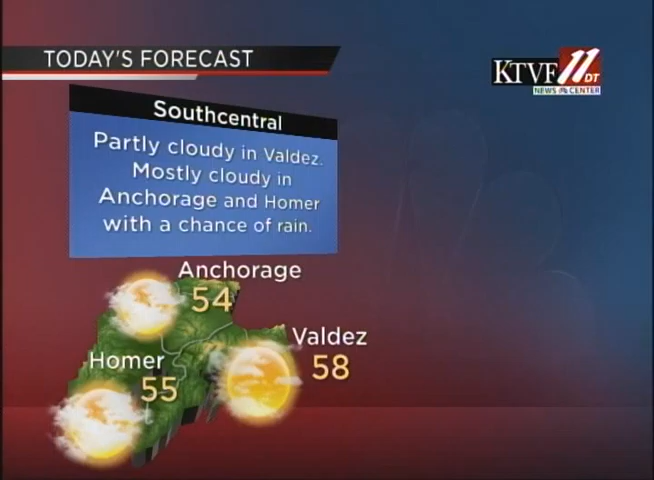 TODAY'S FORECAST
KTVF 11 DT
NEWS CENTER
Southcentral
Partly cloudy in Valdez.
Mostly cloudy in
Anchorage and Homer
with a chance of rain.
Anchorage
54
Valdez
58
Homer
55